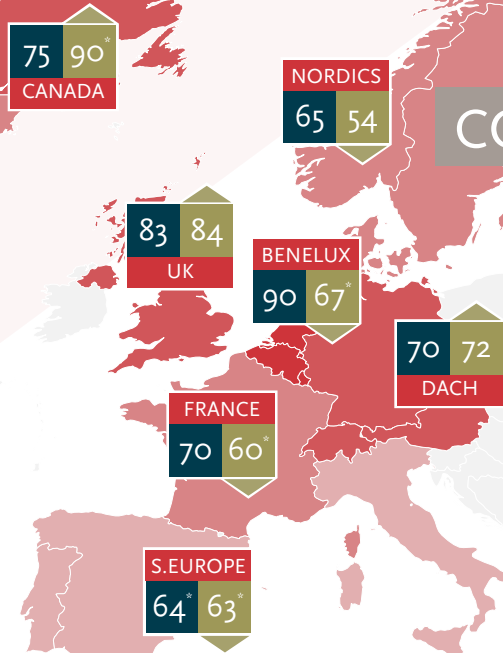 75 90*
CANADA
NORDICS
65 54
CO
83 84
UK
BENELUX
90 67*
70 72
DACH
FRANCE
70 60*
S.EUROPE
64* 63*